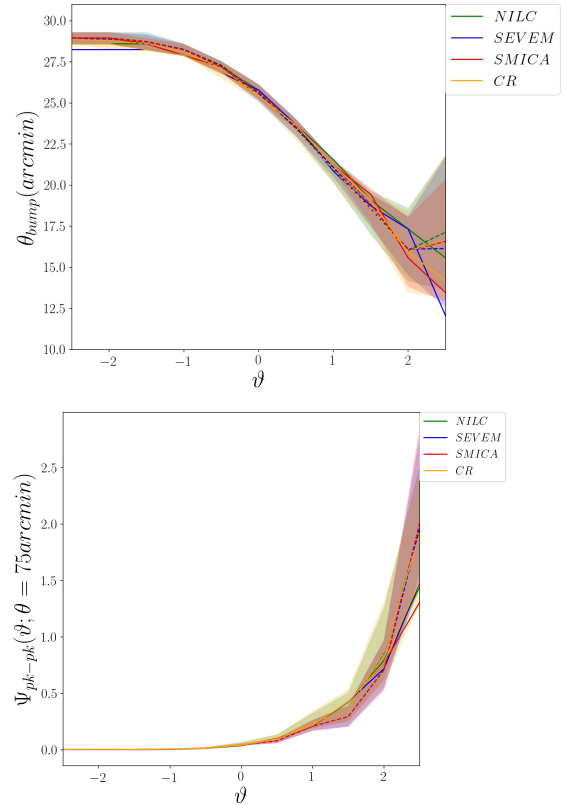 30.0
27.5
25.0
22.5
20.0
17.5
15.0
12.5
10.0
θ_bump(arcmin)
−2
−1
0
1
2
ϑ
NILC
SEVEM
SMICA
CR
2.5
2.0
1.5
1.0
0.5
0.0
Ψ_pk−pk(ϑ; θ = 75arcmin)
−2
−1
0
1
2
ϑ
NILC
SEVEM
SMICA
CR